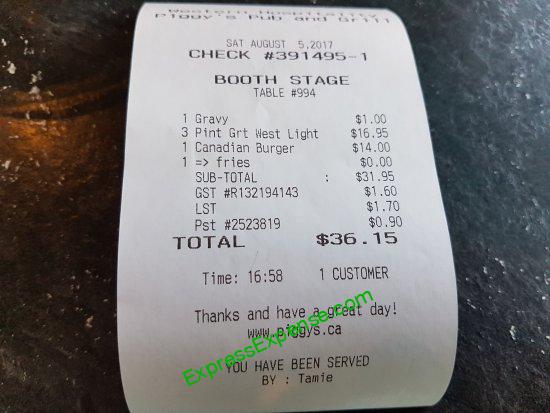 Western Hospitality
Piggy's Pub and Grill
SAT AUGUST 5,2017
CHECK #391495-1
BOOTH STAGE
TABLE #994
1 Gravy $1.00
3 Pint Grt West Light $16.95
1 Canadian Burger $14.00
1 => fries $0.00
SUB-TOTAL : $31.95
GST #R132194143 $1.60
LST $1.70
Pst #2523819 $0.90
TOTAL $36.15
Time: 16:58 1 CUSTOMER
Thanks and have a great day!
www.piggys.ca
ExpressExpense.com
YOU HAVE BEEN SERVED
BY : Tamie